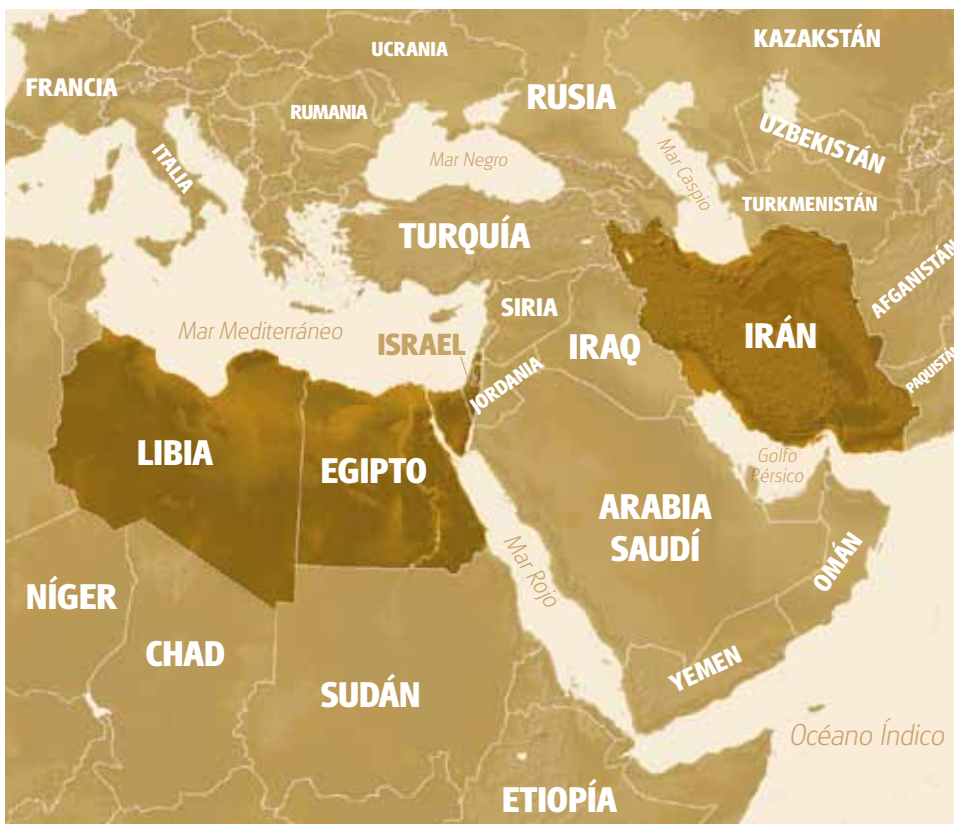 KAZAKSTÁN
UCRANIA
FRANCIA
RUSIA
RUMANIA
UZBEKISTÁN
ITALIA
Mar Negro
Mar Caspio
TURKMENISTÁN
TURQUÍA
AFGANISTÁN
SIRIA
Mar Mediterráneo
ISRAEL
IRAQ
IRÁN
JORDANIA
PAQUISTÁN
LIBIA
EGIPTO
Golfo
Pérsico
ARABIA
SAUDÍ
Mar Rojo
OMÁN
NÍGER
CHAD
SUDÁN
YEMEN
Océano Índico
ETIOPÍA